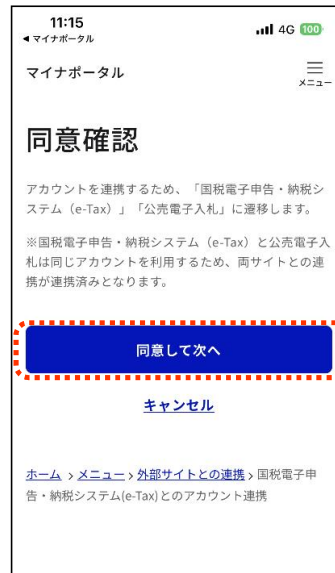 11:15
4G 100
◀ マイナポータル
マイナポータル
メニュー
同意確認
アカウントを連携するため、「国税電子申告・納税シ
ステム（e-Tax）」「公売電子入札」に遷移します。
※国税電子申告・納税システム（e-Tax）と公売電子入
札は同じアカウントを利用するため、両サイトとの連
携が連携済みとなります。
同意して次へ
キャンセル
ホーム > メニュー > 外部サイトとの連携 > 国税電子申
告・納税システム(e-Tax)とのアカウント連携